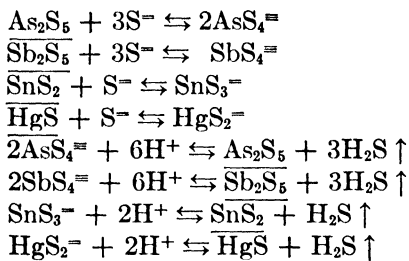 As₂S₅ + 3S⁼ ⇆ 2AsS₄≡
Sb₂S₅ + 3S⁼ ⇆ SbS₄≡
SnS₂ + S⁼ ⇆ SnS₃⁼
HgS + S⁼ ⇆ HgS₂⁼
2AsS₄≡ + 6H⁺ ⇆ As₂S₅ + 3H₂S ↑
2SbS₄≡ + 6H⁺ ⇆ Sb₂S₅ + 3H₂S ↑
SnS₃⁼ + 2H⁺ ⇆ SnS₂ + H₂S ↑
HgS₂⁼ + 2H⁺ ⇆ HgS + H₂S ↑